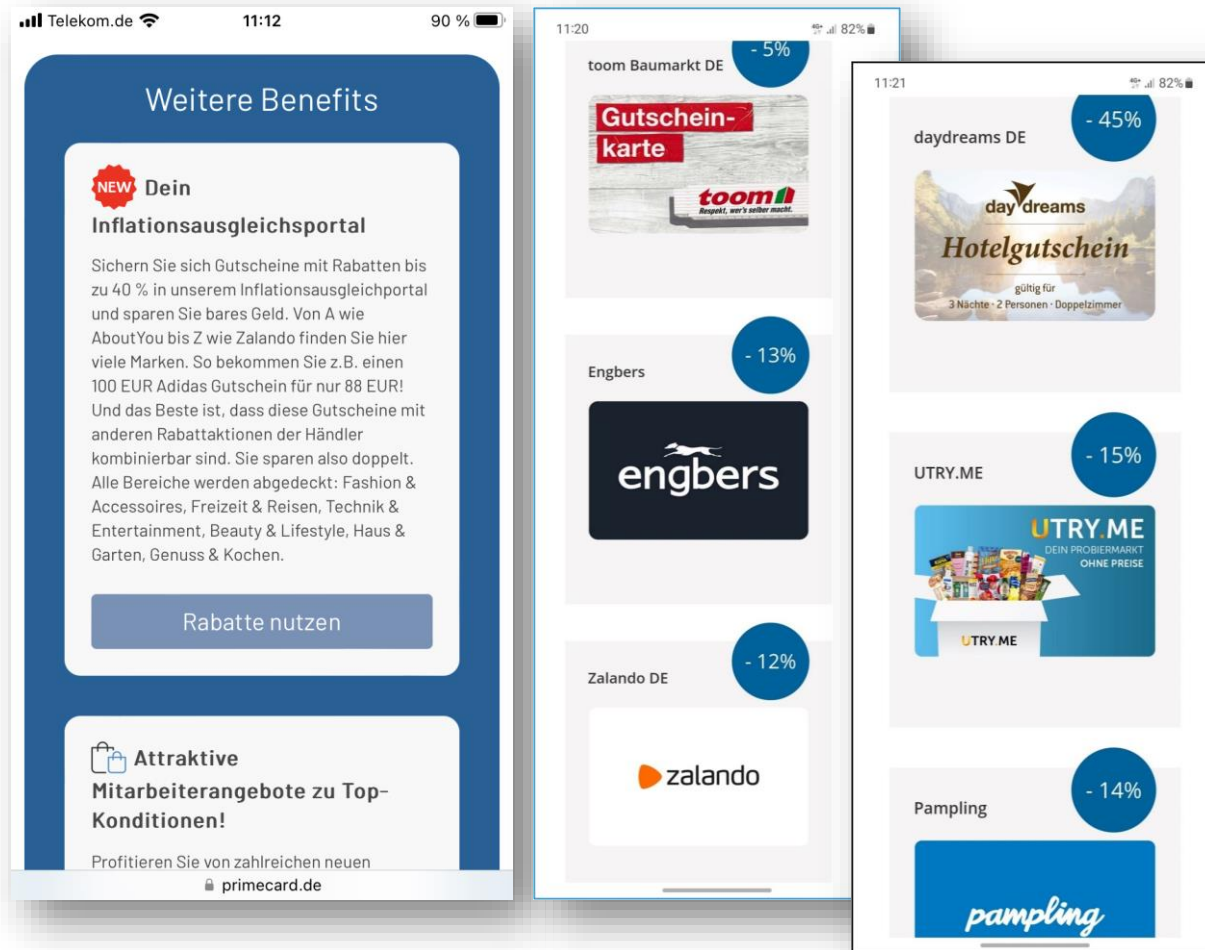 Telekom.de 11:12 90 %
Weitere Benefits
NEW Dein
Inflationsausgleichsportal
Sichern Sie sich Gutscheine mit Rabatten bis
zu 40 % in unserem Inflationsausgleichportal
und sparen Sie bares Geld. Von A wie
AboutYou bis Z wie Zalando finden Sie hier
viele Marken. So bekommen Sie z.B. einen
100 EUR Adidas Gutschein für nur 88 EUR!
Und das Beste ist, dass diese Gutscheine mit
anderen Rabattaktionen der Händler
kombinierbar sind. Sie sparen also doppelt.
Alle Bereiche werden abgedeckt: Fashion &
Accessoires, Freizeit & Reisen, Technik &
Entertainment, Beauty & Lifestyle, Haus &
Garten, Genuss & Kochen.
Rabatte nutzen
Attraktive
Mitarbeiterangebote zu Top-
Konditionen!
Profitieren Sie von zahlreichen neuen
primecard.de
11:20 82%
- 5%
toom Baumarkt DE
Gutschein-
karte
toom
Respekt, wer's selber macht.
- 13%
Engbers
engbers
- 12%
Zalando DE
zalando
11:21 82%
- 45%
daydreams DE
daydreams
Hotelgutschein
gültig für
3 Nächte · 2 Personen · Doppelzimmer
- 15%
UTRY.ME
UTRY.ME
DEIN PROBIERMARKT
OHNE PREISE
UTRY.ME
- 14%
Pampling
pampling